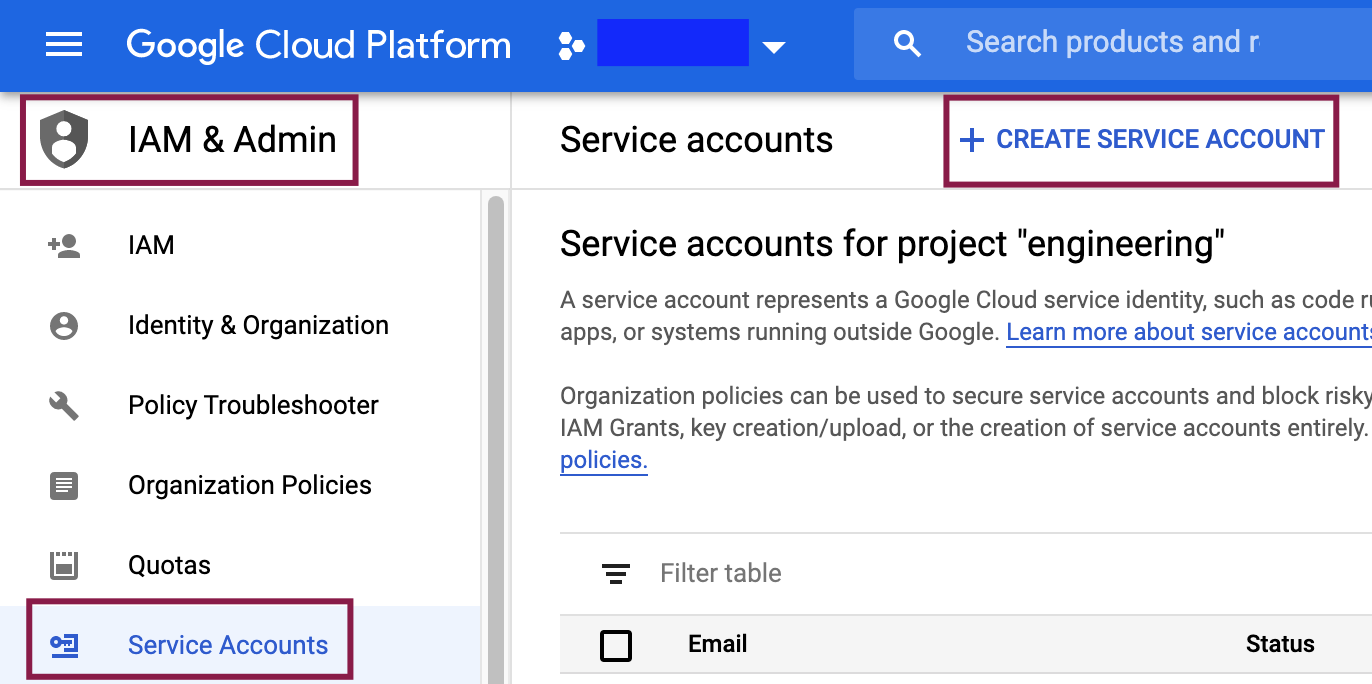 Google Cloud Platform
Search products and r
IAM & Admin
Service accounts
+ CREATE SERVICE ACCOUNT
IAM
Identity & Organization
Policy Troubleshooter
Organization Policies
Quotas
Service Accounts
Service accounts for project "engineering"
A service account represents a Google Cloud service identity, such as code
apps, or systems running outside Google. Learn more about service accounts
Organization policies can be used to secure service accounts and block risky
IAM Grants, key creation/upload, or the creation of service accounts entirely.
policies.
Filter table
Email
Status